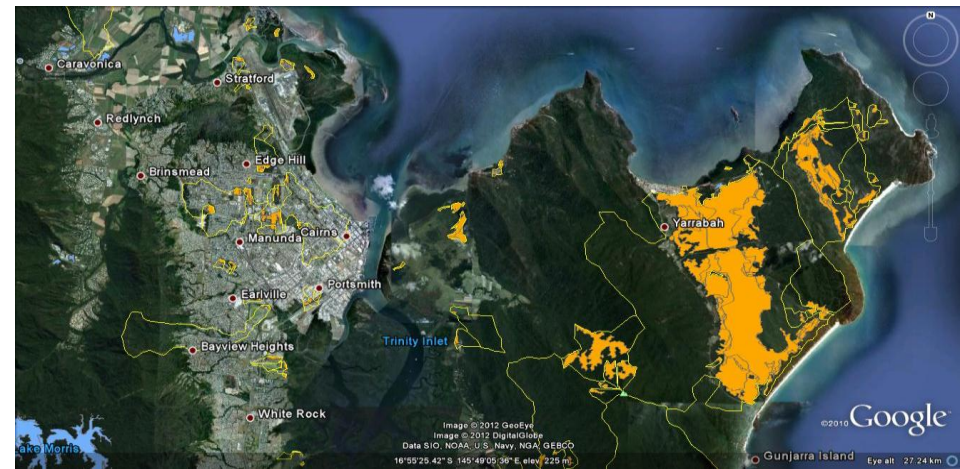 N
Caravonica
Stratford
Redlynch
Edge Hill
Brinsmead
Yarrabah
Manunda
Cairns
Portsmith
Earlville
Trinity Inlet
Bayview Heights
White Rock
Lake Morris
Image © 2012 GeoEye
Image © 2012 DigitalGlobe
Data SIO, NOAA, U.S. Navy, NGA, GEBCO
©2010 Google
Gunjarra Island
16°55'25.42" S 145°49'05.36" E elev 225 m
Eye alt 27.24 km